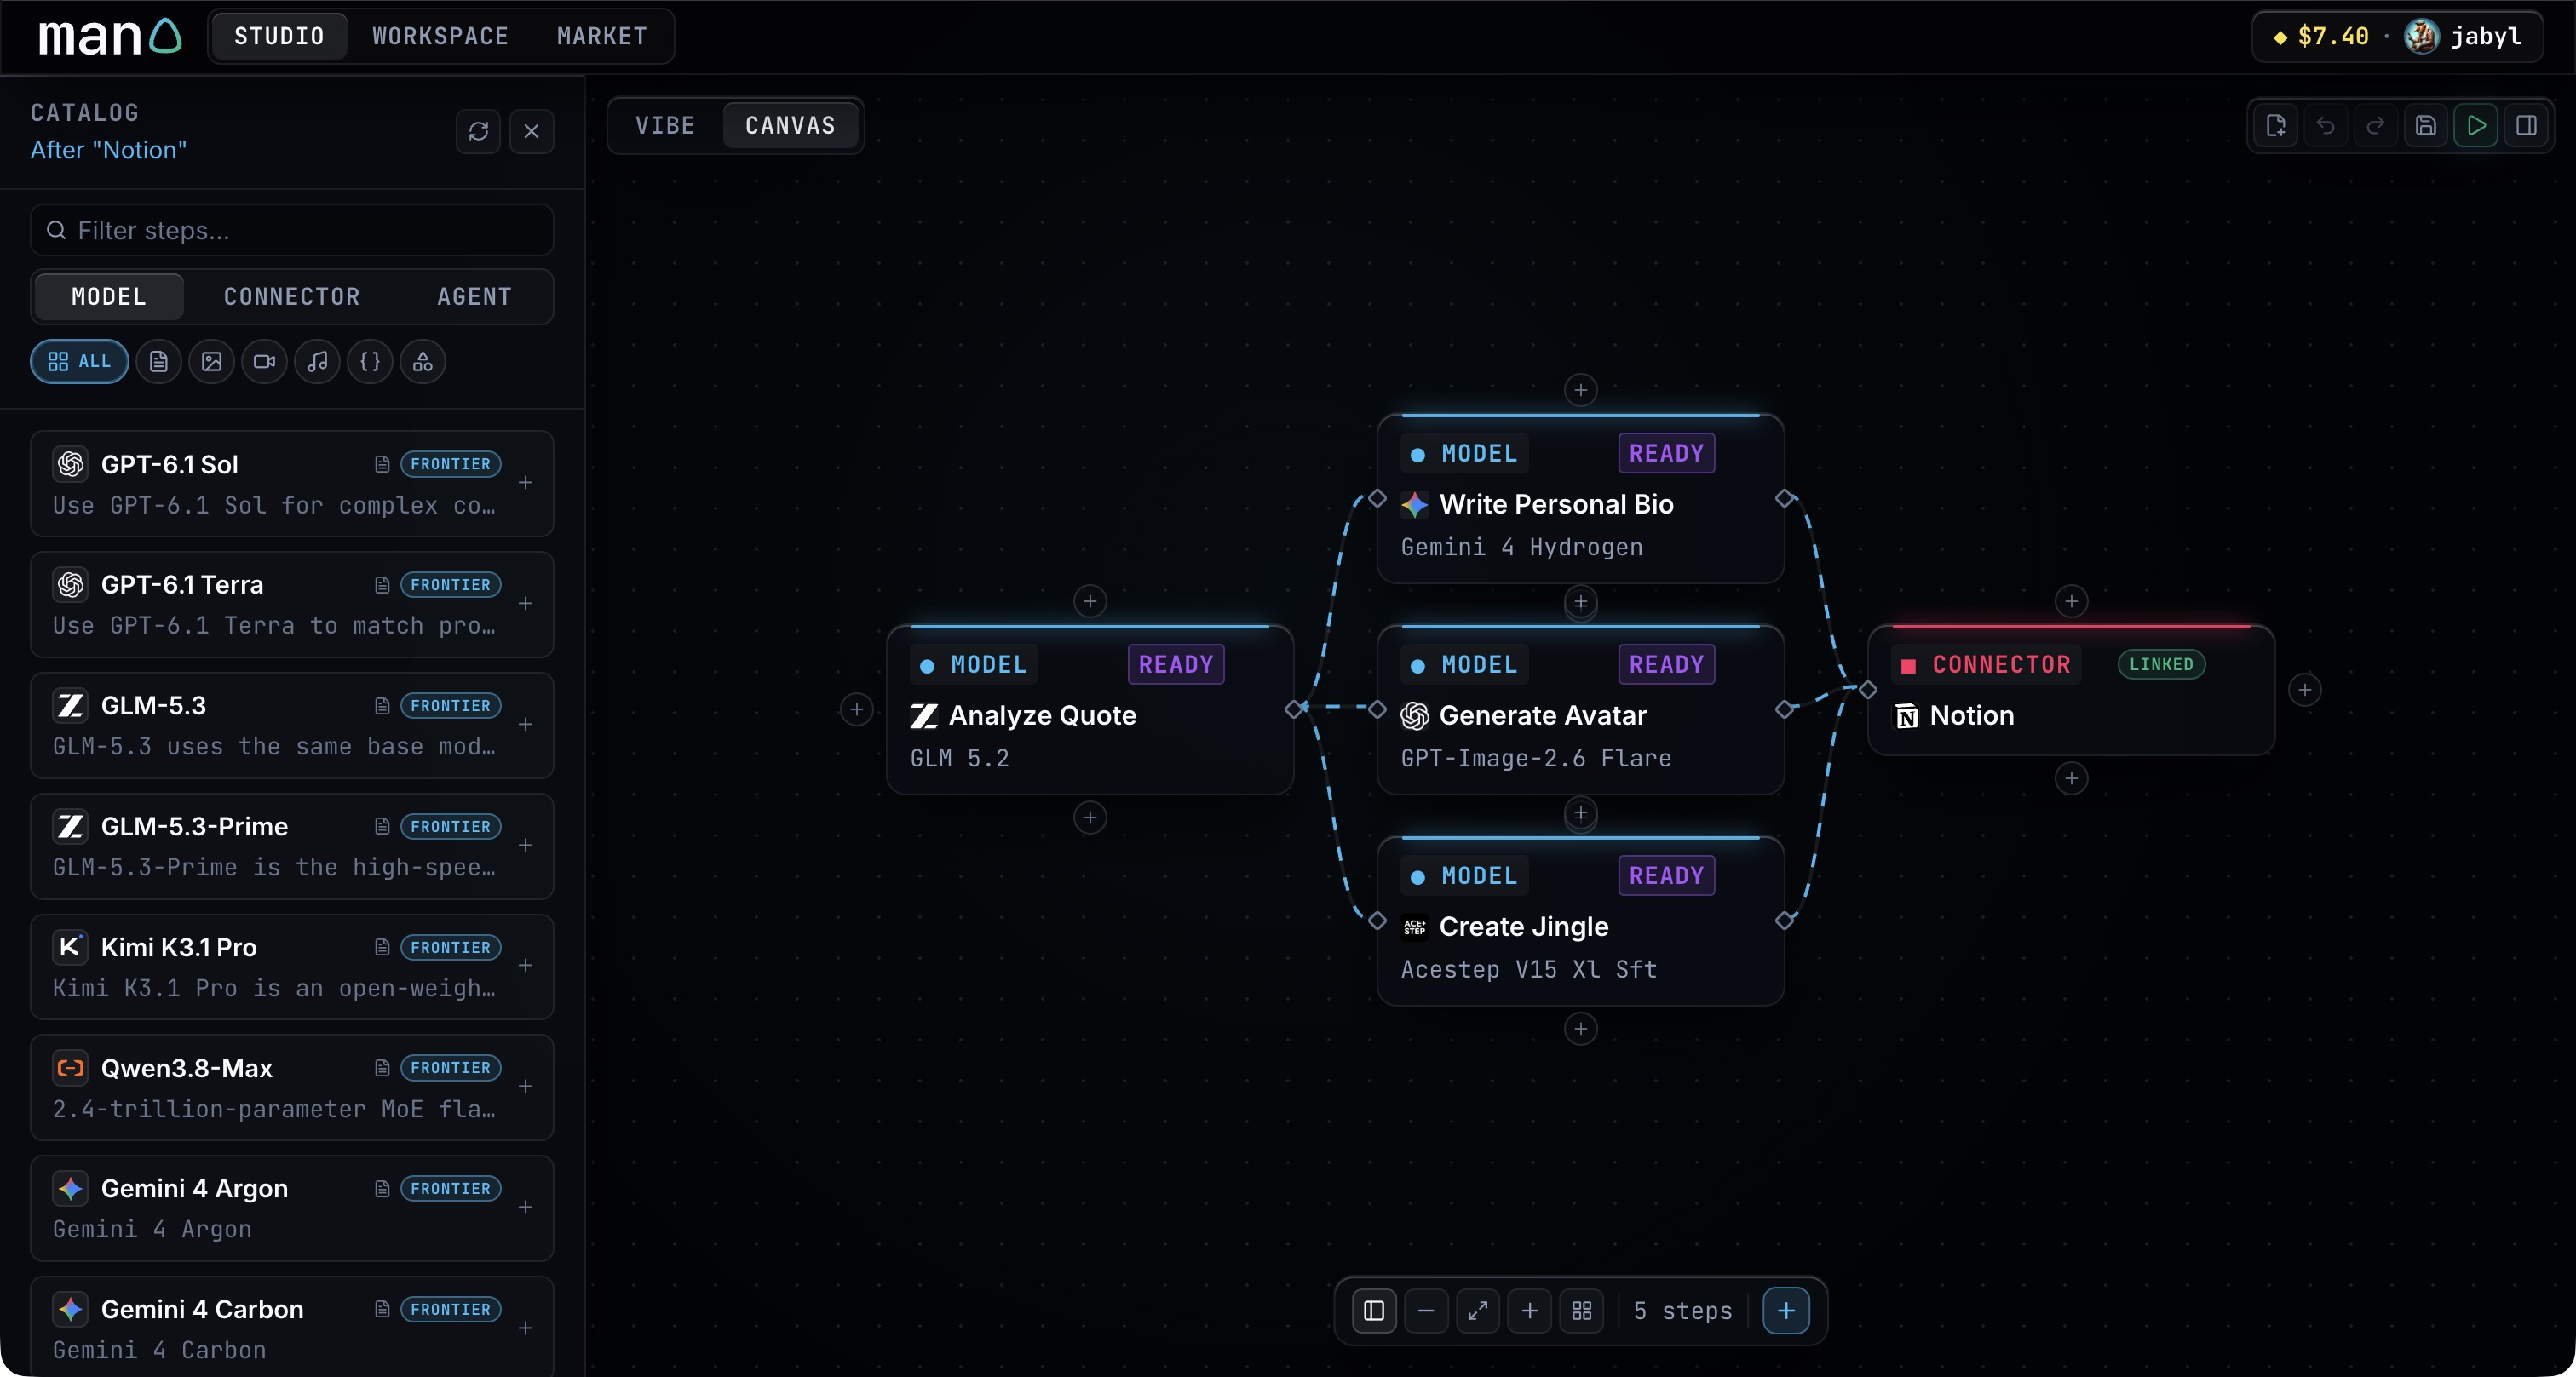 man
STUDIO WORKSPACE MARKET
$7.40 · jabyl
CATALOG
After "Notion"
Filter steps...
MODEL CONNECTOR AGENT
ALL
GPT-6.1 Sol FRONTIER
Use GPT-6.1 Sol for complex co…
GPT-6.1 Terra FRONTIER
Use GPT-6.1 Terra to match pro…
GLM-5.3 FRONTIER
GLM-5.3 uses the same base mod…
GLM-5.3-Prime FRONTIER
GLM-5.3-Prime is the high-spee…
Kimi K3.1 Pro FRONTIER
Kimi K3.1 Pro is an open-weigh…
Qwen3.8-Max FRONTIER
2.4-trillion-parameter MoE fla…
Gemini 4 Argon FRONTIER
Gemini 4 Argon
Gemini 4 Carbon FRONTIER
Gemini 4 Carbon
VIBE CANVAS
MODEL READY
Analyze Quote
GLM 5.2
MODEL READY
Write Personal Bio
Gemini 4 Hydrogen
MODEL READY
Generate Avatar
GPT-Image-2.6 Flare
MODEL READY
ACE+
STEP
Create Jingle
Acestep V15 Xl Sft
CONNECTOR LINKED
Notion
5 steps